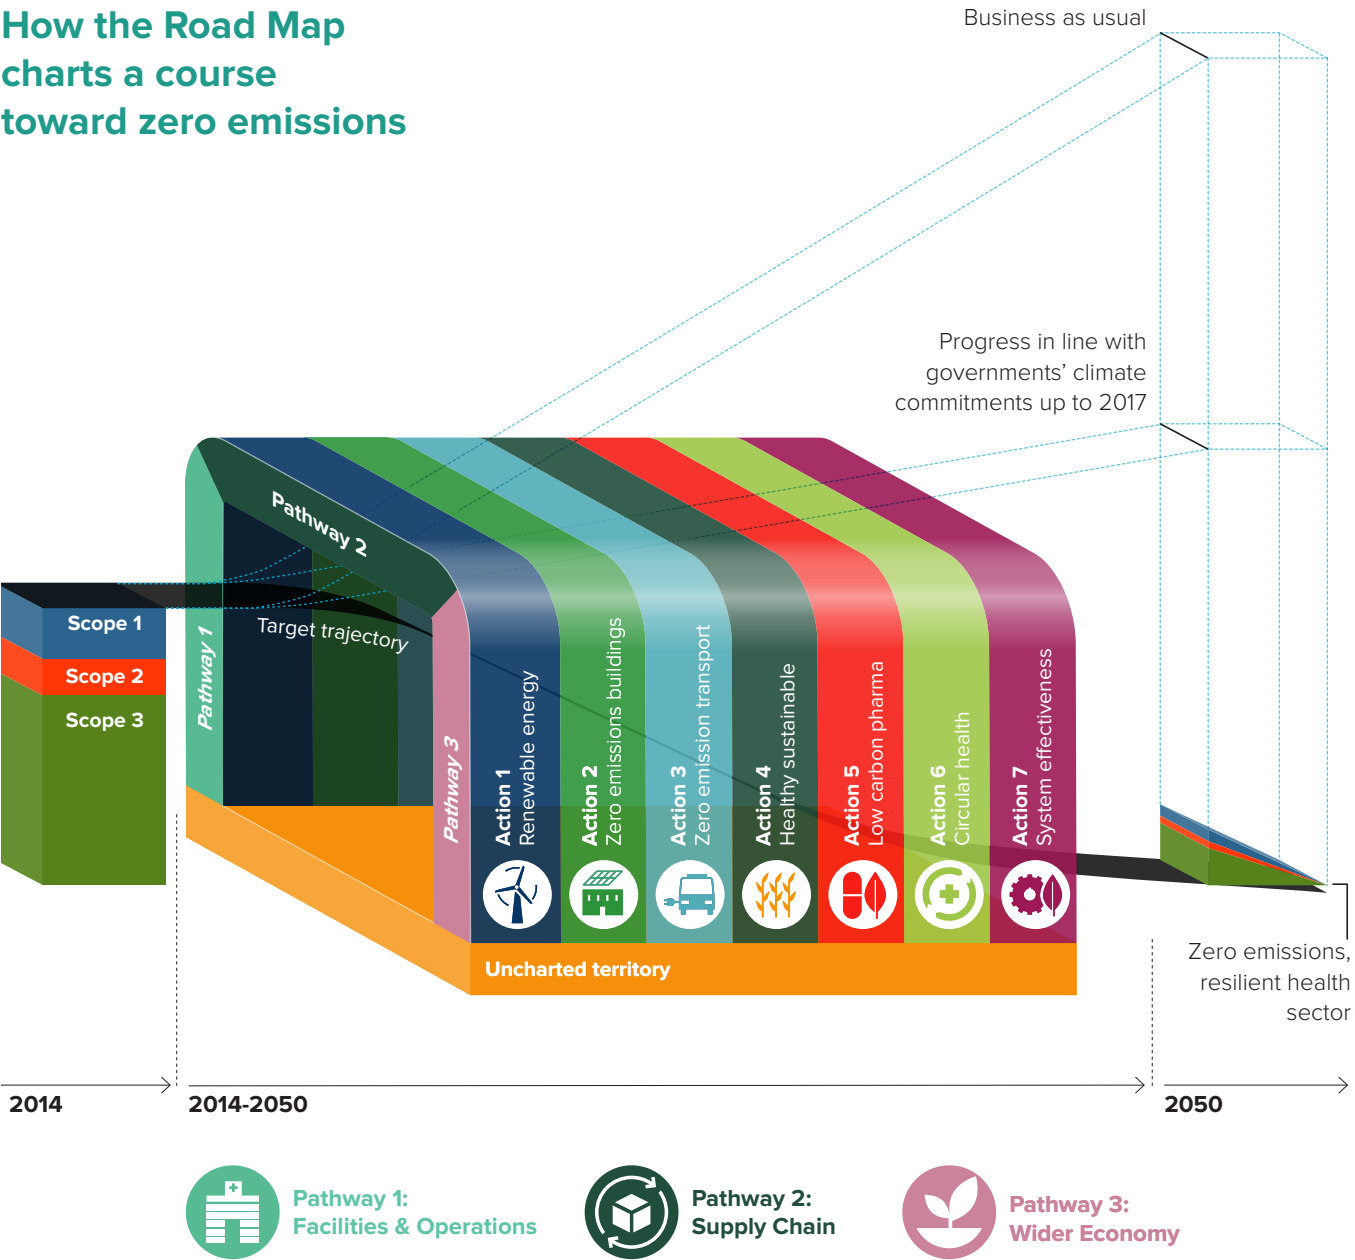 How the Road Map
charts a course
toward zero emissions
Business as usual
Progress in line with
governments’ climate
commitments up to 2017
Pathway 2
Scope 1
Scope 2
Scope 3
Target trajectory
Pathway 1
Pathway 3
Action 1
Renewable energy
Action 2
Zero emissions buildings
Action 3
Zero emission transport
Action 4
Healthy sustainable
Action 5
Low carbon pharma
Action 6
Circular health
Action 7
System effectiveness
Uncharted territory
Zero emissions,
resilient health
sector
2014
2014-2050
2050
Pathway 1:
Facilities & Operations
Pathway 2:
Supply Chain
Pathway 3:
Wider Economy